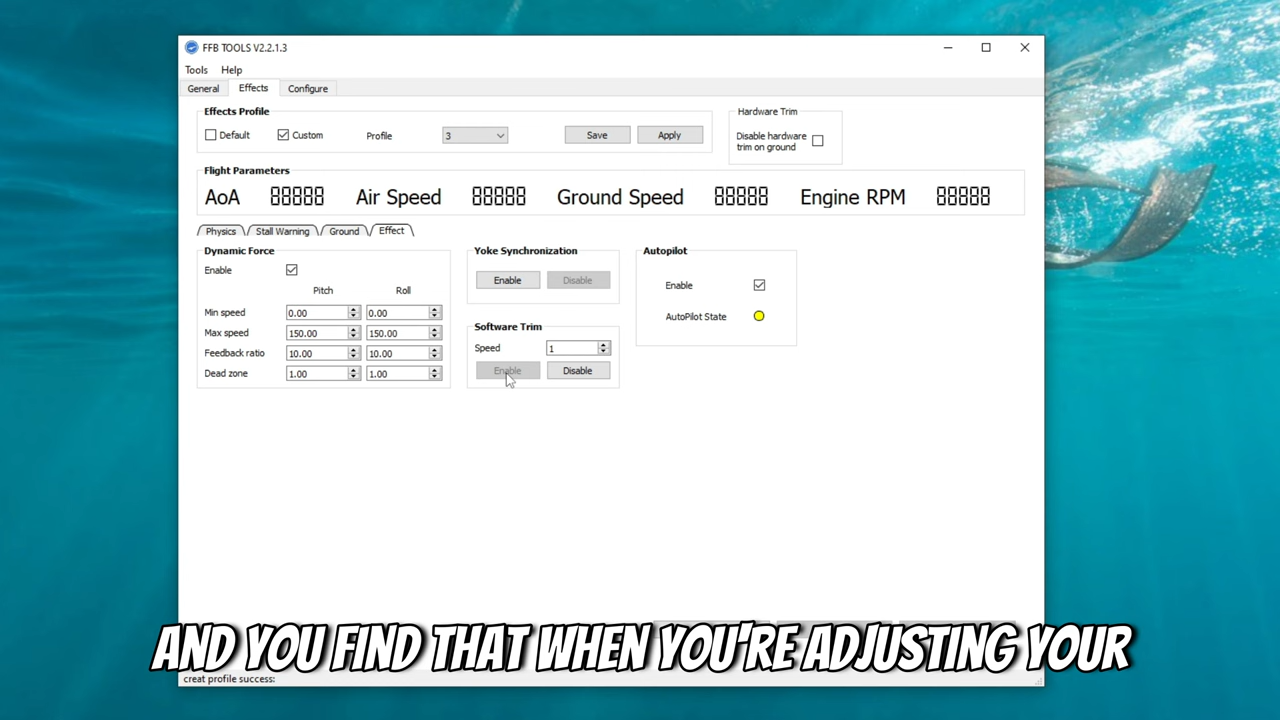 FFB TOOLS V2.2.1.3
Tools Help
General Effects Configure
Effects Profile
Default Custom Profile 3 Save Apply
Hardware Trim
Disable hardware
trim on ground
Flight Parameters
AoA 88888 Air Speed 88888 Ground Speed 88888 Engine RPM 88888
Physics Stall Warning Ground Effect
Dynamic Force
Enable
Pitch Roll
Min speed 0.00 0.00
Max speed 150.00 150.00
Feedback ratio 10.00 10.00
Dead zone 1.00 1.00
Yoke Synchronization
Enable Disable
Software Trim
Speed 1
Enable Disable
Autopilot
Enable
AutoPilot State
AND YOU FIND THAT WHEN YOU'RE ADJUSTING YOUR
creat profile success: